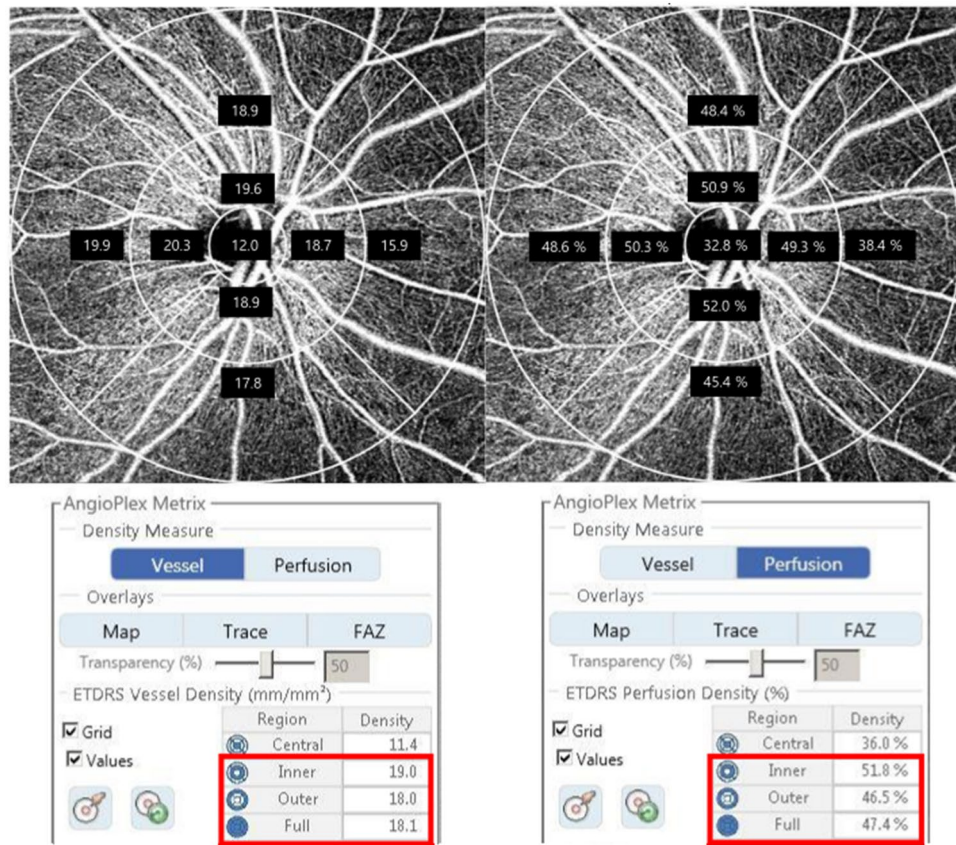 18.9
19.6
19.9 20.3 12.0 18.7 15.9
18.9
17.8
48.4 %
50.9 %
48.6 % 50.3 % 32.8 % 49.3 % 38.4 %
52.0 %
45.4 %
AngioPlex Metrix
Density Measure
Vessel Perfusion
Overlays
Map Trace FAZ
Transparency (%) 50
ETDRS Vessel Density (mm/mm²)
Grid
Values
Region Density
Central 11.4
Inner 19.0
Outer 18.0
Full 18.1
AngioPlex Metrix
Density Measure
Vessel Perfusion
Overlays
Map Trace FAZ
Transparency (%) 50
ETDRS Perfusion Density (%)
Grid
Values
Region Density
Central 36.0 %
Inner 51.8 %
Outer 46.5 %
Full 47.4 %